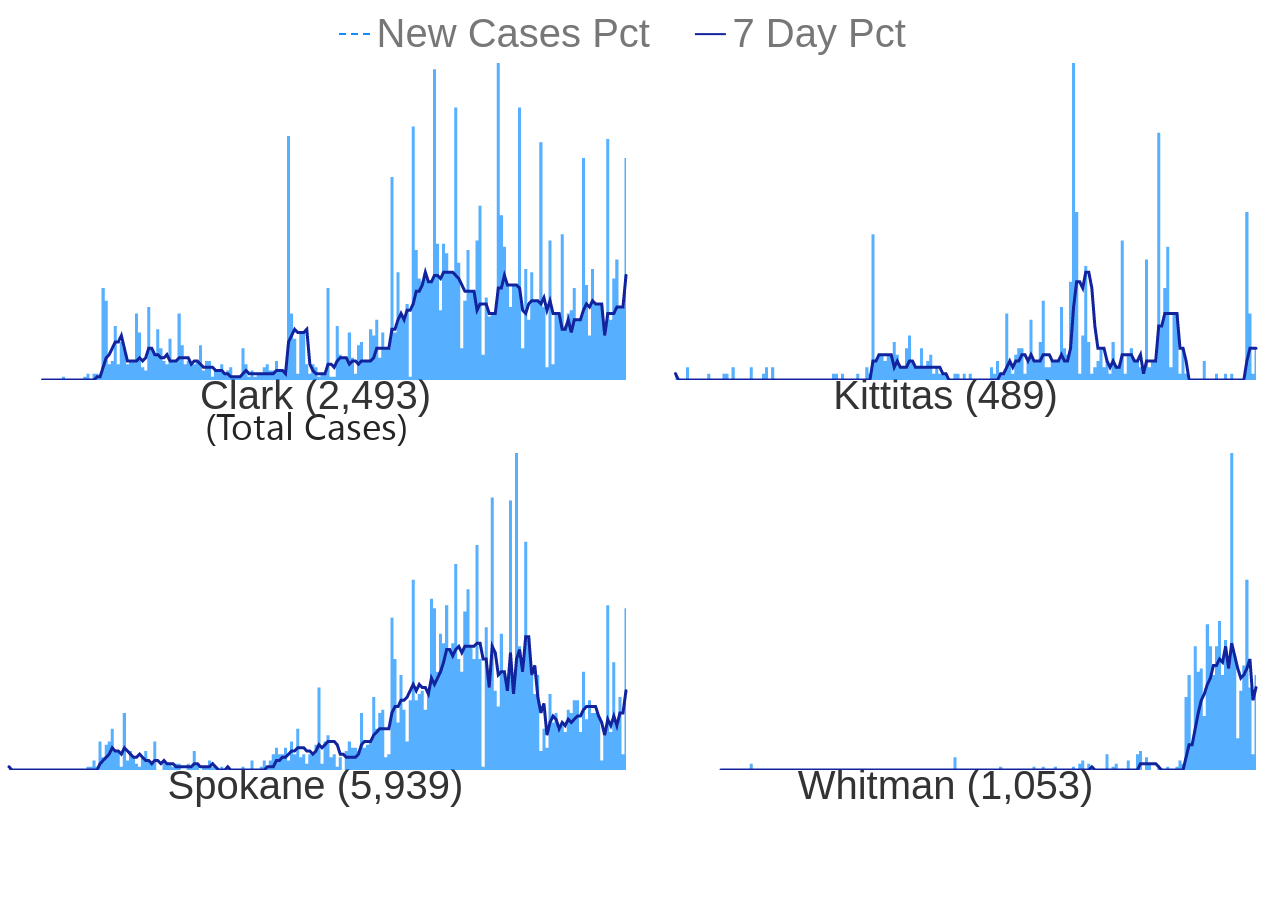 New Cases Pct 7 Day Pct
Clark (2,493) Kittitas (489)
(Total Cases)
Spokane (5,939) Whitman (1,053)